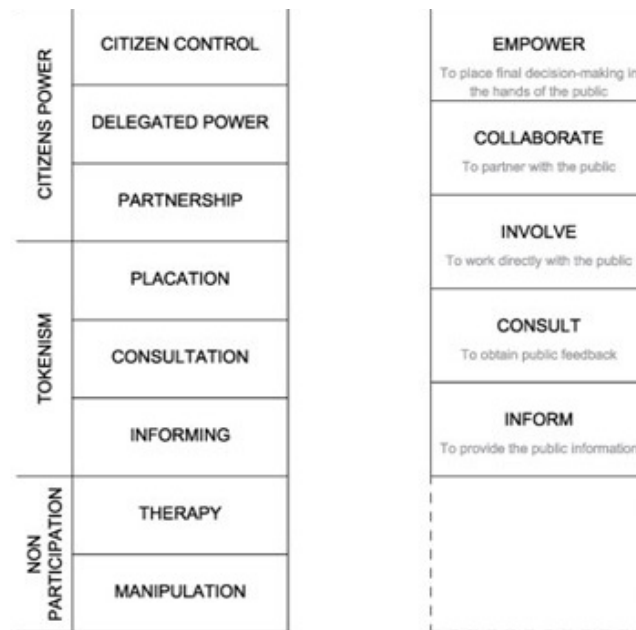 CITIZENS POWER
CITIZEN CONTROL
DELEGATED POWER
PARTNERSHIP
TOKENISM
PLACATION
CONSULTATION
INFORMING
NON
PARTICIPATION
THERAPY
MANIPULATION
EMPOWER
To place final decision-making in
the hands of the public
COLLABORATE
To partner with the public
INVOLVE
To work directly with the public
CONSULT
To obtain public feedback
INFORM
To provide the public information